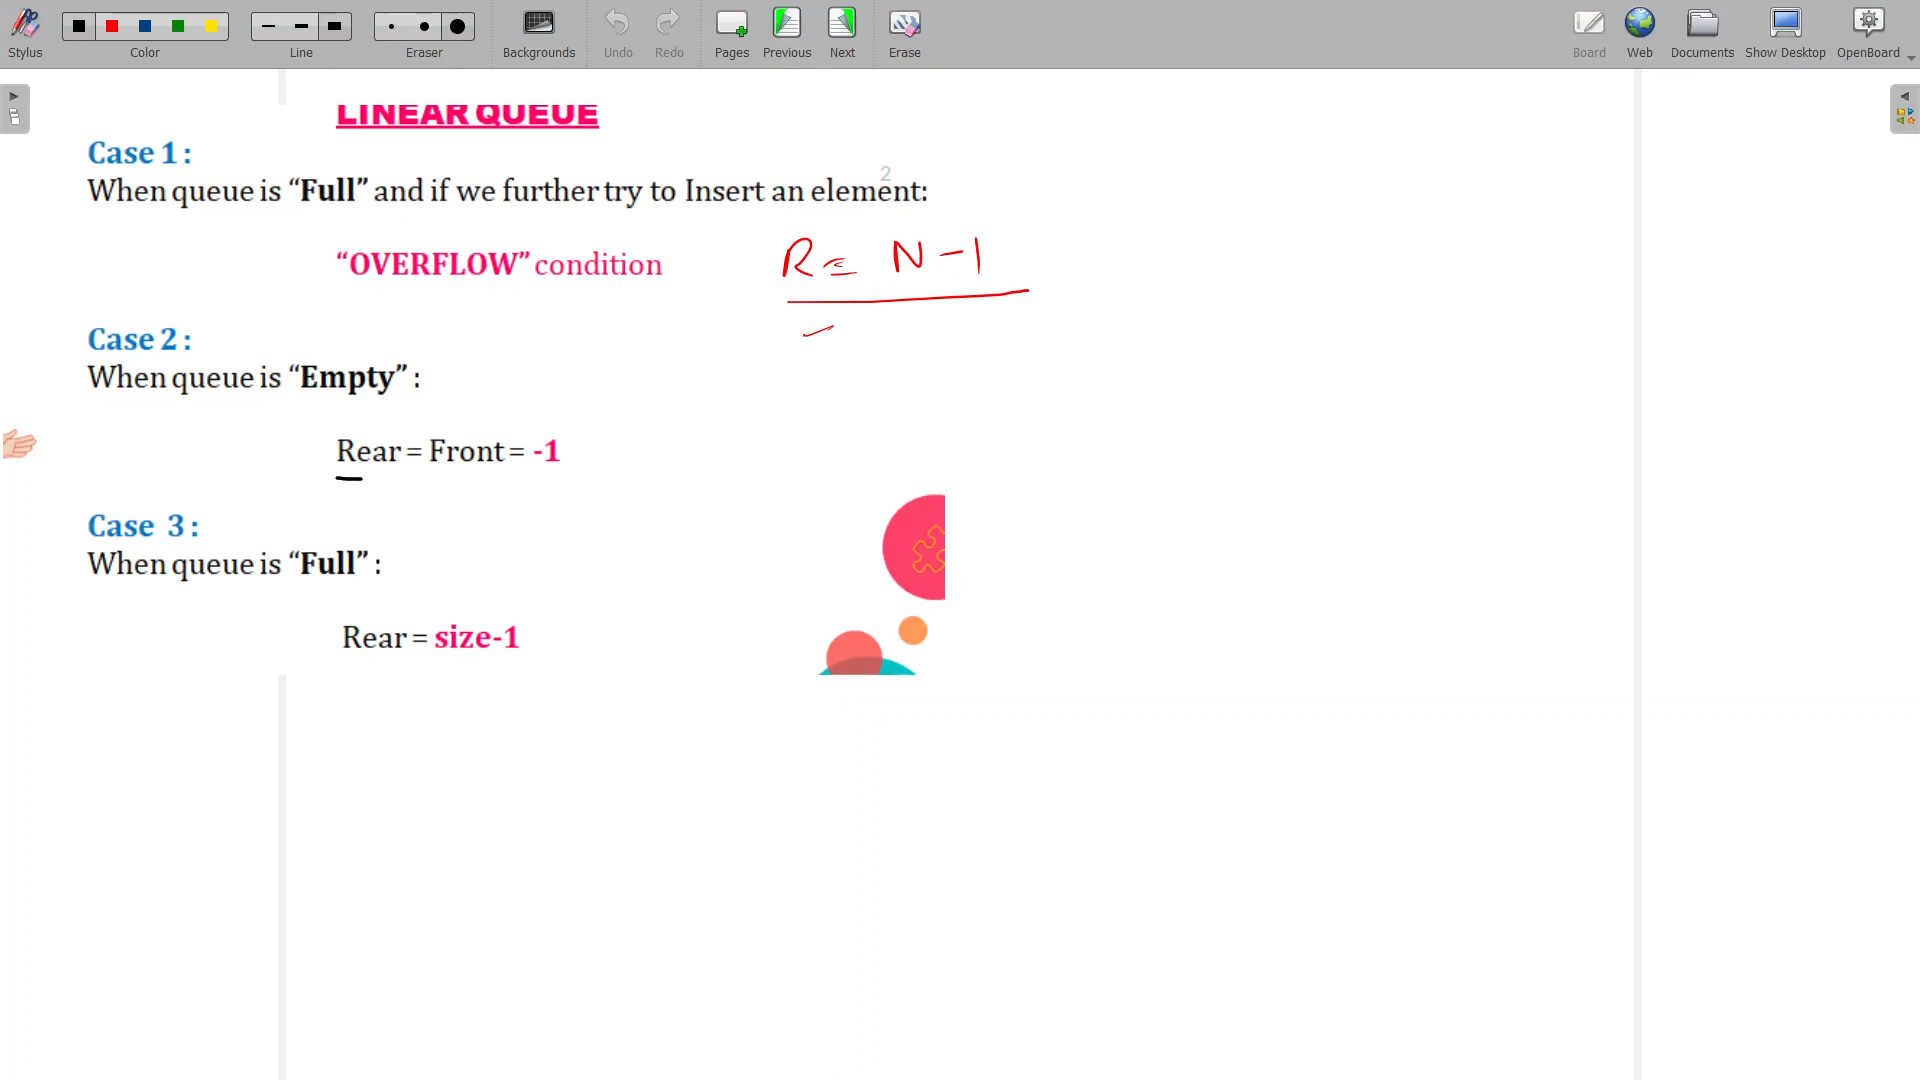 Stylus Color Line Eraser Backgrounds Undo Redo Pages Previous Next Erase Board Web Documents Show Desktop OpenBoard
LINEAR QUEUE
Case 1 :
2
When queue is “Full” and if we further try to Insert an element:
“OVERFLOW” condition
R = N - 1
Case 2 :
When queue is “Empty” :
Rear = Front = -1
Case 3 :
When queue is “Full” :
Rear = size-1